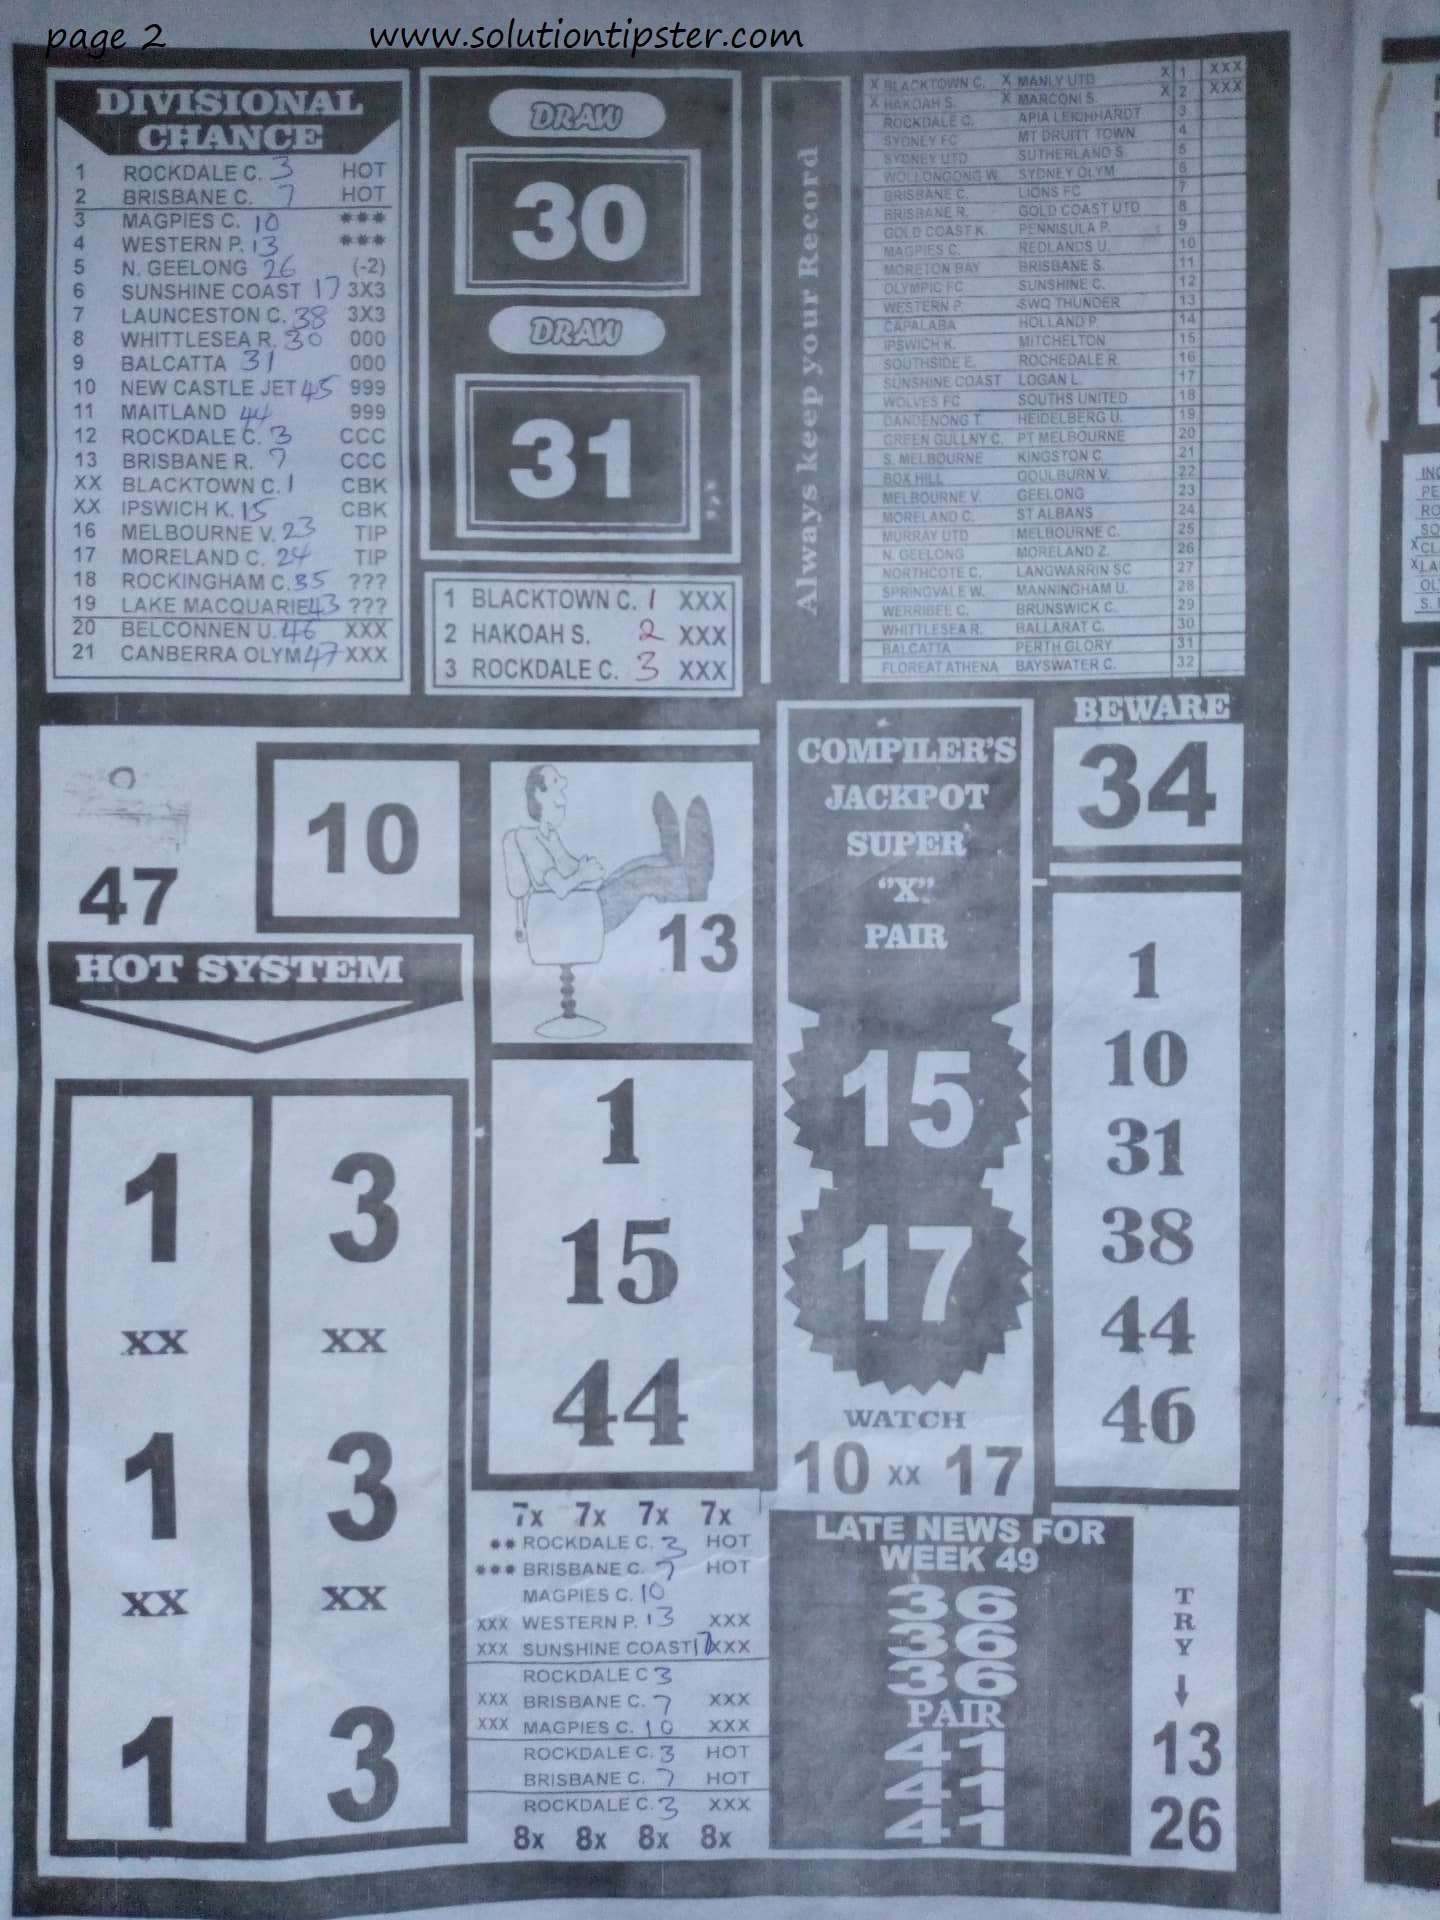 page 2 www.solutiontipster.com
DIVISIONAL
CHANCE
1 ROCKDALE C. 3 HOT
2 BRISBANE C. 7 HOT
3 MAGPIES C. 10 ***
4 WESTERN P. 13 ***
5 N. GEELONG 26 (-2)
6 SUNSHINE COAST 17 3X3
7 LAUNCESTON C. 38 3X3
8 WHITTLESEA R. 30 000
9 BALCATTA 31 000
10 NEW CASTLE JET 45 999
11 MAITLAND 44 999
12 ROCKDALE C. 3 CCC
13 BRISBANE R. 7 CCC
XX BLACKTOWN C. 1 CBK
XX IPSWICH K. 15 CBK
16 MELBOURNE V. 23 TIP
17 MORELAND C. 24 TIP
18 ROCKINGHAM C. 35 ???
19 LAKE MACQUARIE 43 ???
20 BELCONNEN U. 46 XXX
21 CANBERRA OLYM 47 XXX
DRAW
30
DRAW
31
1 BLACKTOWN C. 1 XXX
2 HAKOAH S. 2 XXX
3 ROCKDALE C. 3 XXX
Always keep your Record
X BLACKTOWN C. X MANLY UTD X 1 XXX
X HAKOAH S. X MARCONI S. X 2 XXX
ROCKDALE C. APIA LEICHHARDT 3
SYDNEY FC MT DRUITY TOWN 4
SYDNEY UTD SUTHERLAND S. 5
WOLLONGONG W. SYDNEY OLYM 6
BRISBANE C. LIONS FC 7
BRISBANE R. GOLD COAST UTD 8
GOLD COAST K. PENNISULA P. 9
MAGPIES C. REDLANDS U. 10
MORETON BAY BRISBANE S. 11
OLYMPIC FC SUNSHINE C. 12
WESTERN P. SWQ THUNDER 13
CAPALABA HOLLAND P. 14
IPSWICH K. MITCHELTON 15
SOUTHSIDE E. ROCHEDALE R. 16
SUNSHINE COAST LOGAN L. 17
WOLVES FC SOUTHS UNITED 18
DANDENONG T. HEIDELBERG U. 19
GREEN GULLNY C. PT MELBOURNE 20
S. MELBOURNE KINGSTON C. 21
BOX HILL GOULBURN V. 22
MELBOURNE V. GEELONG 23
MORELAND C. ST ALBANS 24
MURRAY UTD MELBOURNE C. 25
N. GEELONG MORELAND Z. 26
NORTHCOTE C. LANGWARRIN SC 27
SPRINGVALE W. MANNINGHAM U. 28
WERRIBEE C. BRUNSWICK C. 29
WHITTLESEA R. BALLARAT C. 30
BALCATTA PERTH GLORY 31
FLOREAT ATHENA BAYSWATER C. 32
47
10
13
HOT SYSTEM
1 3
XX XX
1 3
XX XX
1 3
1
15
44
7x 7x 7x 7x
** ROCKDALE C. 3 HOT
*** BRISBANE C. 7 HOT
MAGPIES C. 10
XXX WESTERN P. 13 XXX
XXX SUNSHINE COAST 17 XXX
ROCKDALE C 3
XXX BRISBANE C. 7 XXX
XXX MAGPIES C. 10 XXX
ROCKDALE C. 3 HOT
BRISBANE C. 7 HOT
ROCKDALE C. 3 XXX
8x 8x 8x 8x
COMPILER'S
JACKPOT
SUPER
"X"
PAIR
15
17
WATCH
10 XX 17
BEWARE
34
1
10
31
38
44
46
LATE NEWS FOR
WEEK 49
36
36
36
PAIR
41
41
41
TRY
13
26